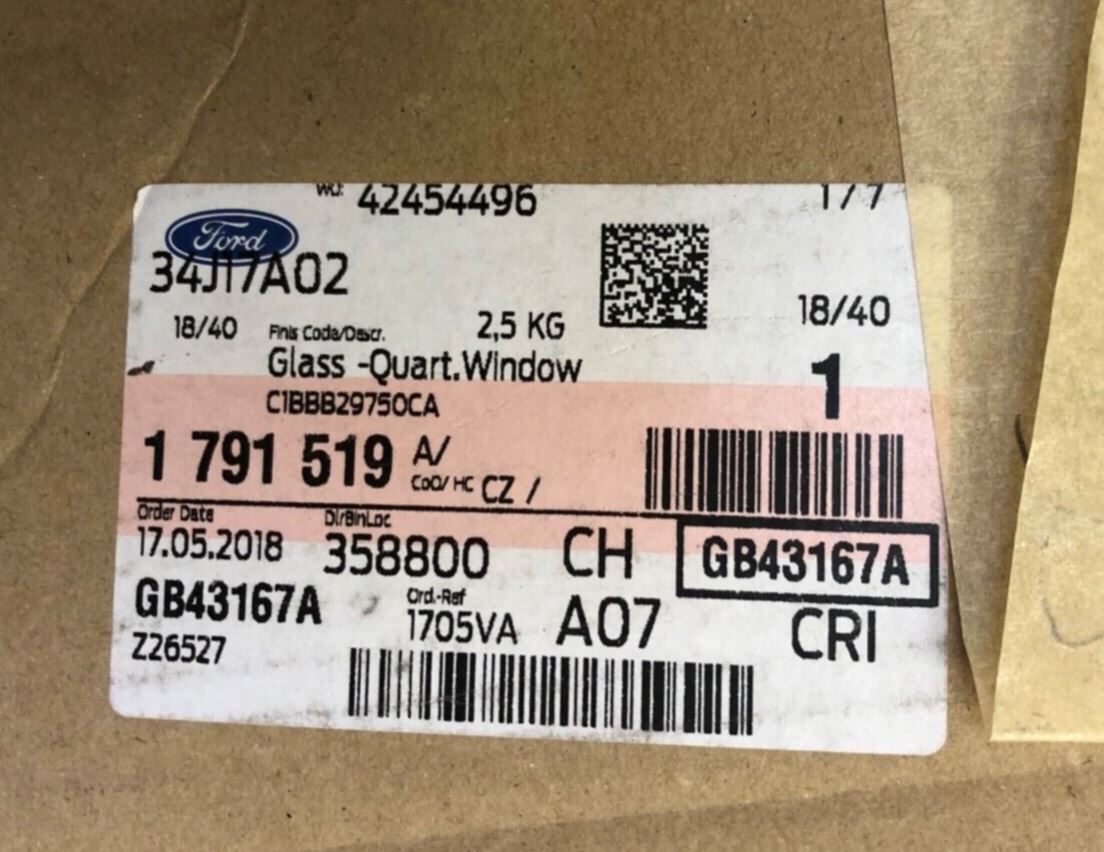 WO: 42454496 1/7
Ford
34J17A02
18/40 Finis Code/Descr. 2,5 KG 18/40
Glass -Quart.Window 1
C1BBB29750CA
1 791 519 A/
CoO/ HC CZ /
Order Date Dlr BinLoc
17.05.2018 358800 CH GB43167A
GB43167A Ord.-Ref
1705VA A07 CRI
Z26527